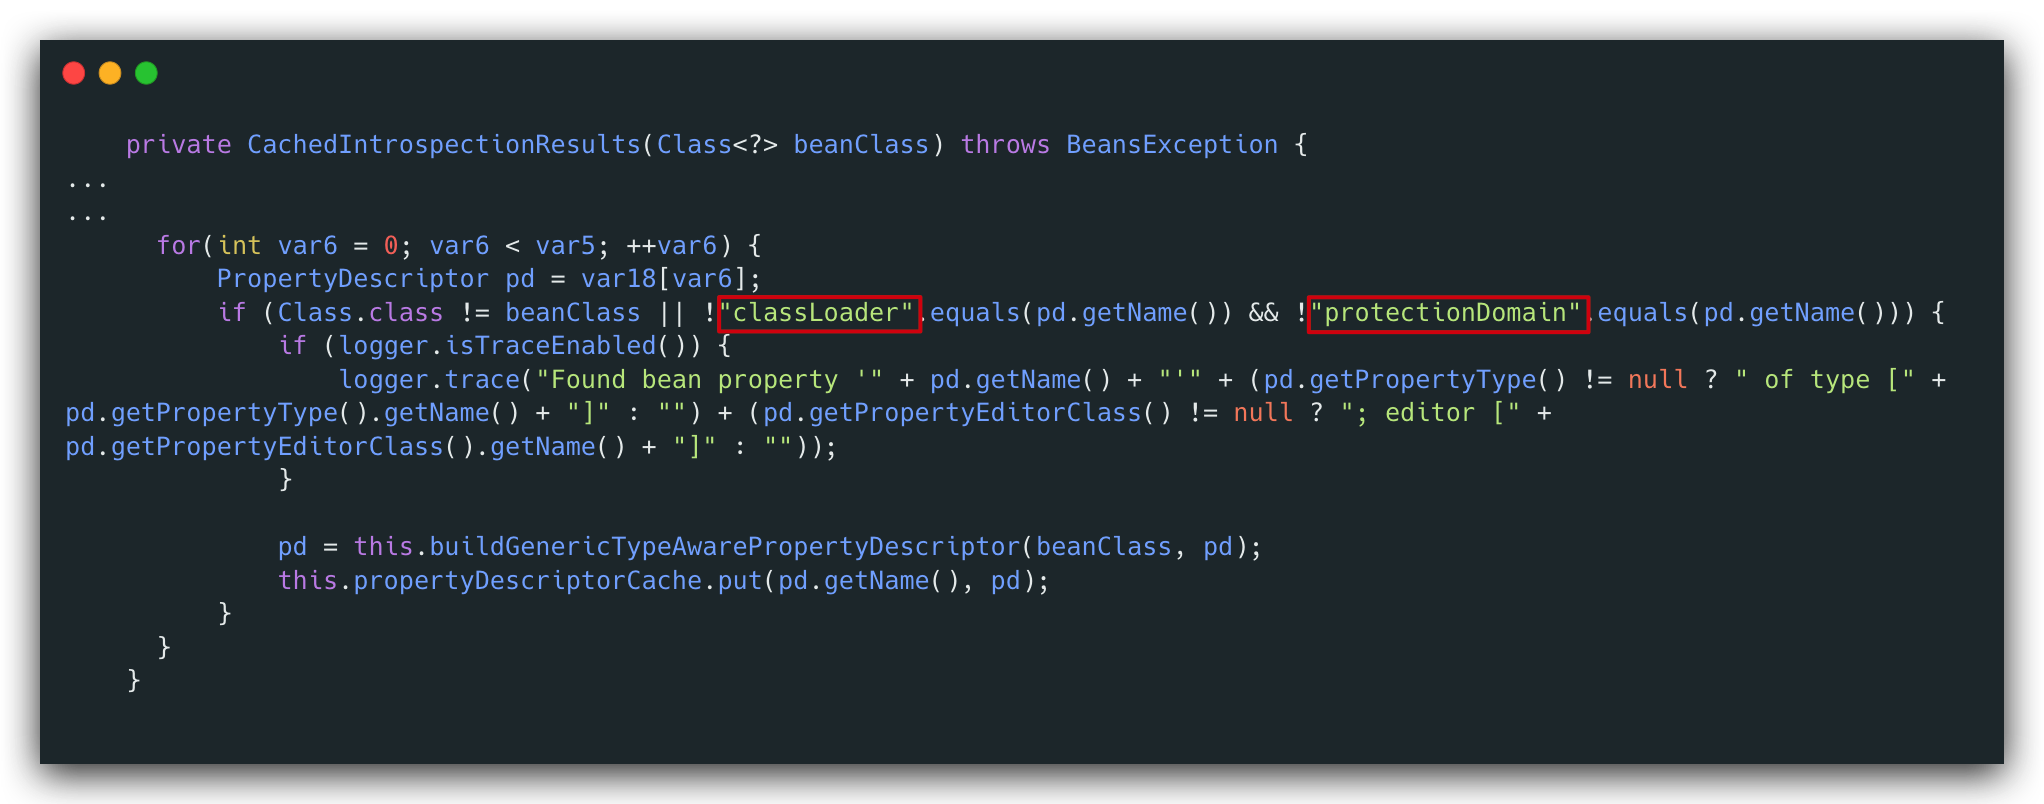 private CachedIntrospectionResults(Class<?> beanClass) throws BeansException {
...
...
for(int var6 = 0; var6 < var5; ++var6) {
PropertyDescriptor pd = var18[var6];
if (Class.class != beanClass || !"classLoader".equals(pd.getName()) && !"protectionDomain".equals(pd.getName())) {
if (logger.isTraceEnabled()) {
logger.trace("Found bean property '" + pd.getName() + "'" + (pd.getPropertyType() != null ? " of type [" +
pd.getPropertyType().getName() + "]" : "") + (pd.getPropertyEditorClass() != null ? "; editor [" +
pd.getPropertyEditorClass().getName() + "]" : ""));
}
pd = this.buildGenericTypeAwarePropertyDescriptor(beanClass, pd);
this.propertyDescriptorCache.put(pd.getName(), pd);
}
}
}